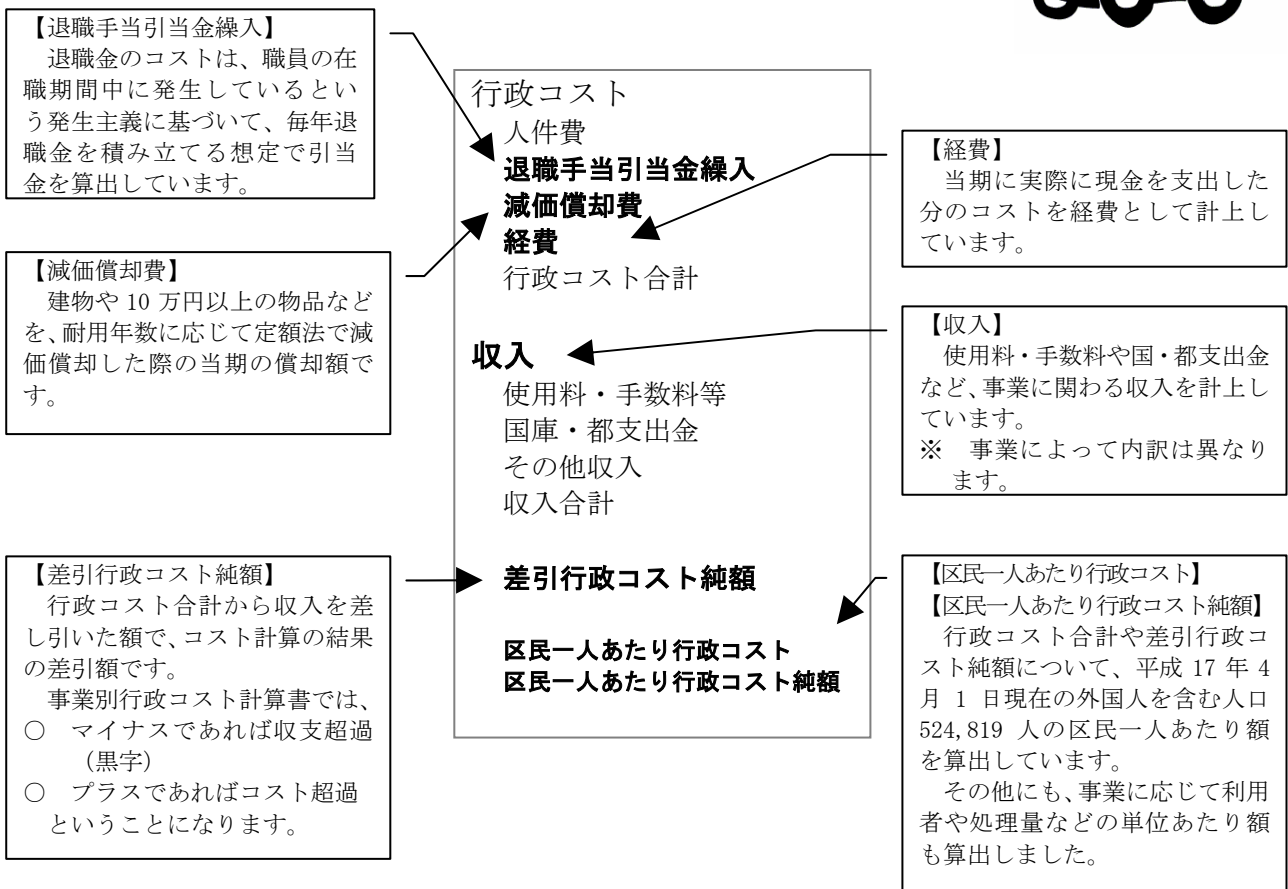 【退職手当引当金繰入】
退職金のコストは、職員の在
職期間中に発生しているとい
う発生主義に基づいて、毎年退
職金を積み立てる想定で引当
金を算出しています。
【減価償却費】
建物や 10 万円以上の物品など
を、耐用年数に応じて定額法で減
価償却した際の当期の償却額で
す。
【差引行政コスト純額】
行政コスト合計から収入を差
し引いた額で、コスト計算の結果
の差引額です。
事業別行政コスト計算書では、
○ マイナスであれば収支超過
(黒字)
○ プラスであればコスト超過
ということになります。
行政コスト
人件費
退職手当引当金繰入
減価償却費
経費
行政コスト合計
収入
使用料・手数料等
国庫・都支出金
その他収入
収入合計
差引行政コスト純額
区民一人あたり行政コスト
区民一人あたり行政コスト純額
【経費】
当期に実際に現金を支出した
分のコストを経費として計上し
ています。
【収入】
使用料・手数料や国・都支出金
など、事業に関わる収入を計上し
ています。
※ 事業によって内訳は異なり
ます。
【区民一人あたり行政コスト】
【区民一人あたり行政コスト純額】
行政コスト合計や差引行政コ
スト純額について、平成 17 年 4
月 1 日現在の外国人を含む人口
524,819 人の区民一人あたり額
を算出しています。
その他にも、事業に応じて利用
者や処理量などの単位あたり額
も算出しました。